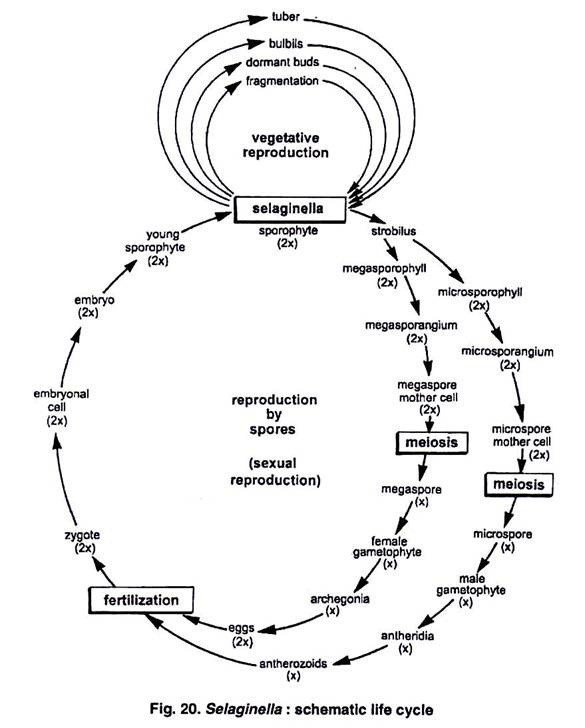 tuber
bulbils
dormant buds
fragmentation
vegetative
reproduction
selaginella
sporophyte
(2x)
strobilus
megasporophyll
(2x)
megasporangium
(2x)
megaspore
mother cell
(2x)
meiosis
megaspore
(x)
female
gametophyte
(x)
archegonia
(x)
eggs
(2x)
microsporophyll
(2x)
microsporangium
(2x)
microspore
mother cell
(2x)
meiosis
microspore
(x)
male
gametophyte
(x)
antheridia
(x)
antherozoids
(x)
fertilization
zygote
(2x)
embryonal
cell
(2x)
embryo
(2x)
young
sporophyte
(2x)
reproduction
by
spores
(sexual
reproduction)
Fig. 20. Selaginella : schematic life cycle